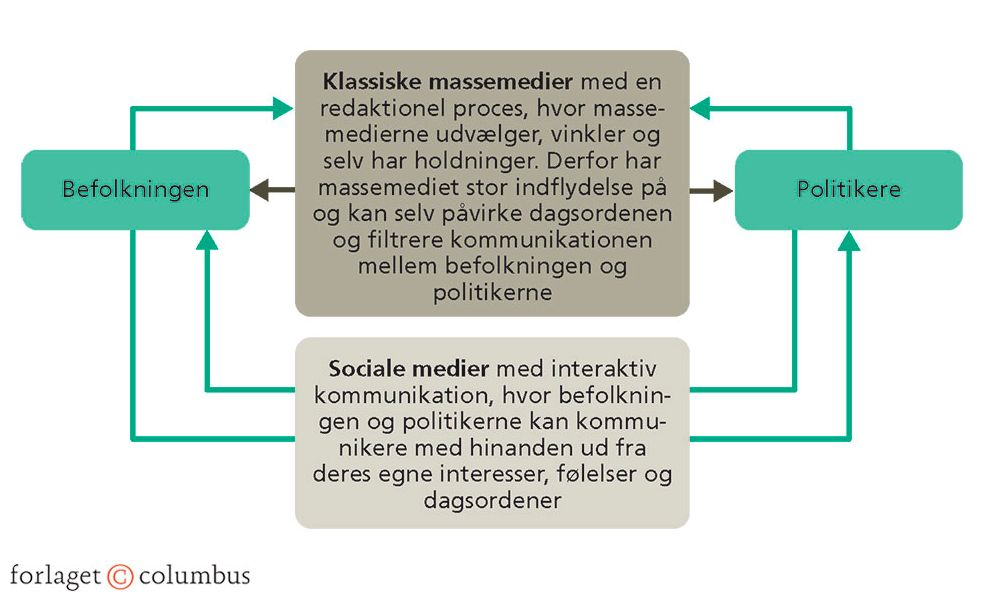 Klassiske massemedier med en
redaktionel proces, hvor masse-
medierne udvælger, vinkler og
selv har holdninger. Derfor har
massemediet stor indflydelse på
og kan selv påvirke dagsordenen
og filtrere kommunikationen
mellem befolkningen og
politikerne
Befolkningen
Politikere
Sociale medier med interaktiv
kommunikation, hvor befolknin-
gen og politikerne kan kommu-
nikere med hinanden ud fra
deres egne interesser, følelser og
dagsordener
forlaget © columbus